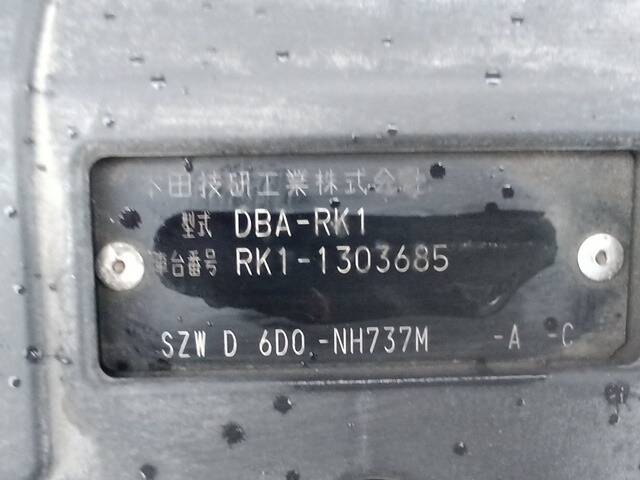 本田技研工業株式会社
型式 DBA-RK1
車台番号 RK1-1303685
SZW D 6D0 -NH737M -A -C